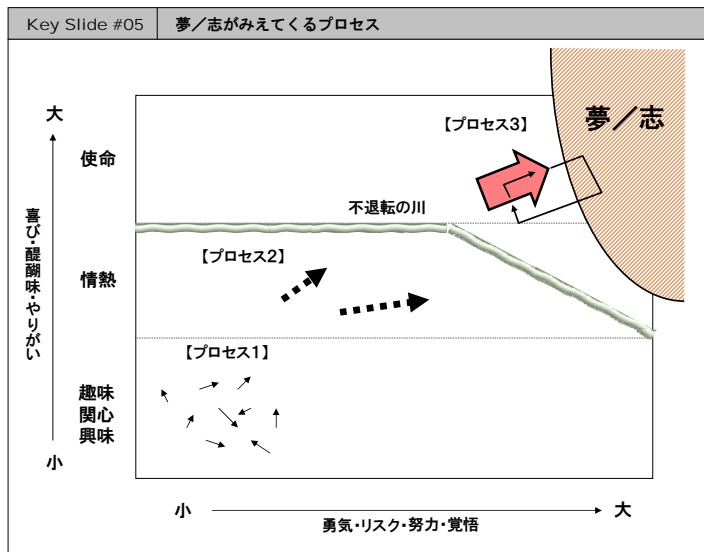 Key Slide #05
夢／志がみえてくるプロセス
大
【プロセス3】
夢／志
使命
不退転の川
喜び・醍醐味・やりがい
【プロセス2】
情熱
【プロセス1】
趣味
関心
興味
小
小
大
勇気・リスク・努力・覚悟